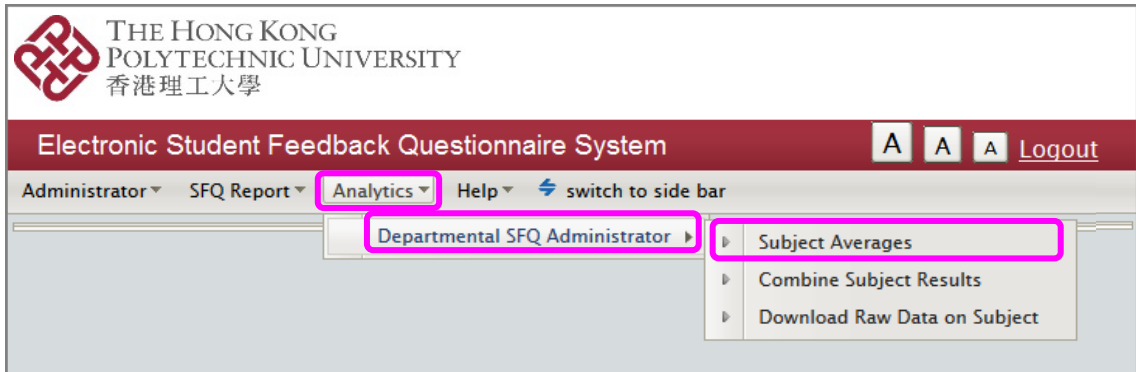 THE HONG KONG
POLYTECHNIC UNIVERSITY
香港理工大學
Electronic Student Feedback Questionnaire System A A A Logout
Administrator SFQ Report Analytics Help switch to side bar
Departmental SFQ Administrator Subject Averages
Combine Subject Results
Download Raw Data on Subject